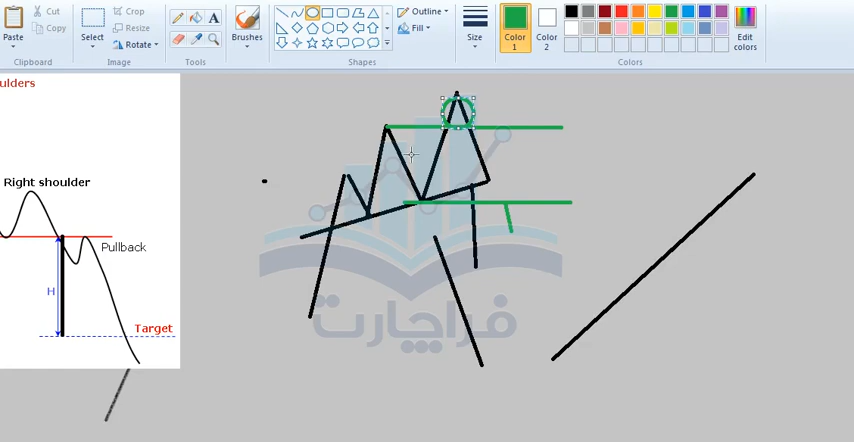 Paste
Cut
Copy
Clipboard
Select
Crop
Resize
Rotate
Image
Tools
Brushes
Shapes
Outline
Fill
Size
Color
1
Color
2
Colors
Edit
colors
ulders
Right shoulder
Pullback
H
Target
فراچارت